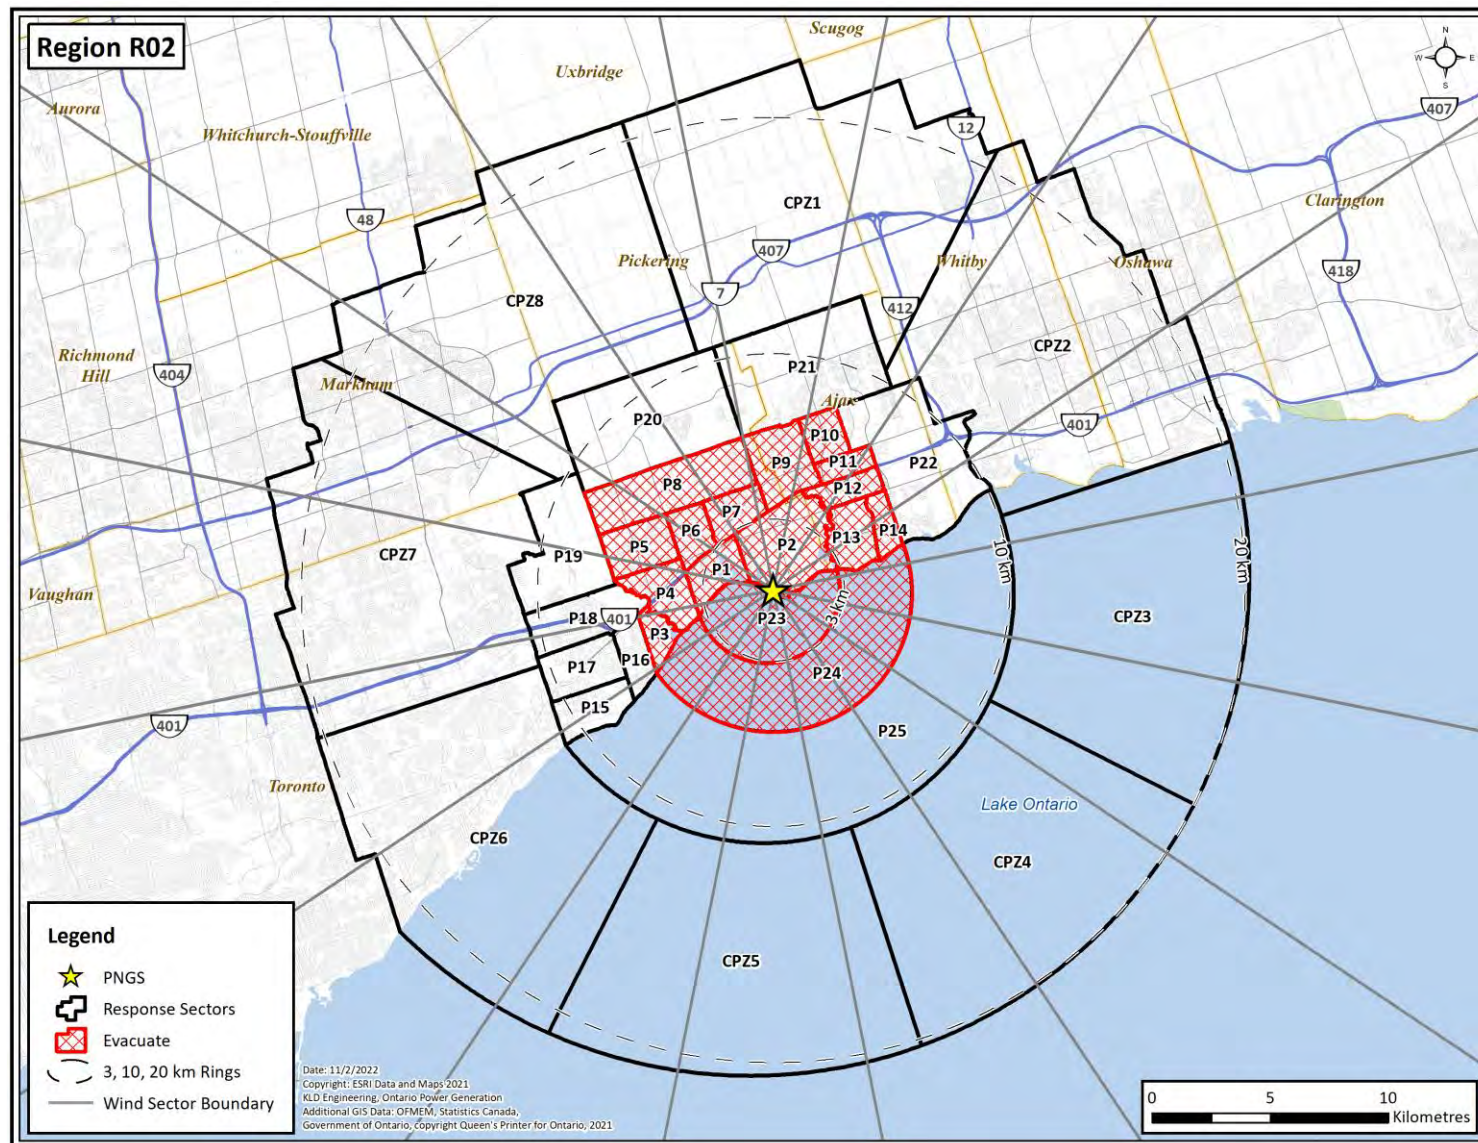 Region R02
Scugog
Uxbridge
N
W
E
S
Aurora
Whitchurch-Stouffville
12
407
CPZ1
Clarington
48
407
Pickering
Whitby
Oshawa
418
7
412
CPZ8
CPZ2
Richmond
Hill
404
Markham
P21
Ajax
P20
401
P10
P9
P11
P22
P8
P12
P7
P6
P13
P14
P5
P2
10 km
20 km
CPZ7
P19
P1
Vaughan
P4
P18
401
P23
3 km
CPZ3
P3
P16
P17
P24
P15
401
P25
Toronto
Lake Ontario
CPZ6
CPZ4
CPZ5
Legend
PNGS
Response Sectors
Evacuate
3, 10, 20 km Rings
Wind Sector Boundary
Date: 11/2/2022
Copyright: ESRI Data and Maps 2021
KLD Engineering, Ontario Power Generation
Additional GIS Data: OFMEM, Statistics Canada,
Government of Ontario, copyright Queen's Printer for Ontario, 2021
0 5 10
Kilometres